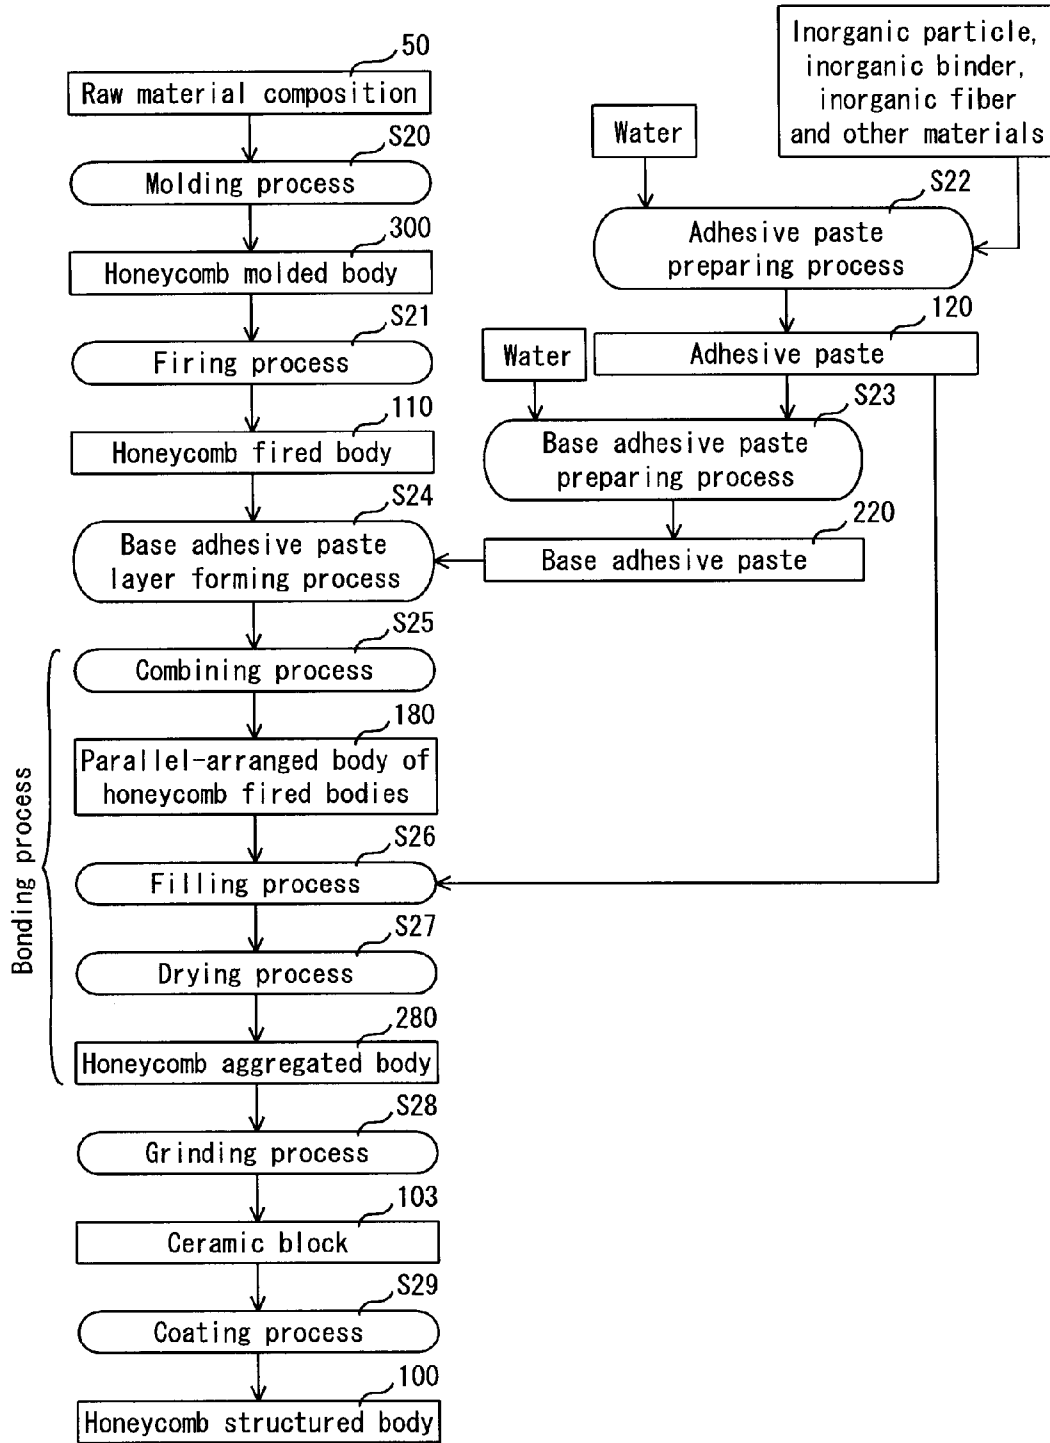 50
Raw material composition
S20
Molding process
300
Honeycomb molded body
S21
Firing process
110
Honeycomb fired body
S24
Base adhesive paste
layer forming process
S25
Combining process
180
Parallel-arranged body of
honeycomb fired bodies
S26
Filling process
S27
Drying process
280
Honeycomb aggregated body
Bonding process
S28
Grinding process
103
Ceramic block
S29
Coating process
100
Honeycomb structured body
Water
Inorganic particle,
inorganic binder,
inorganic fiber
and other materials
S22
Adhesive paste
preparing process
120
Adhesive paste
Water
S23
Base adhesive paste
preparing process
220
Base adhesive paste